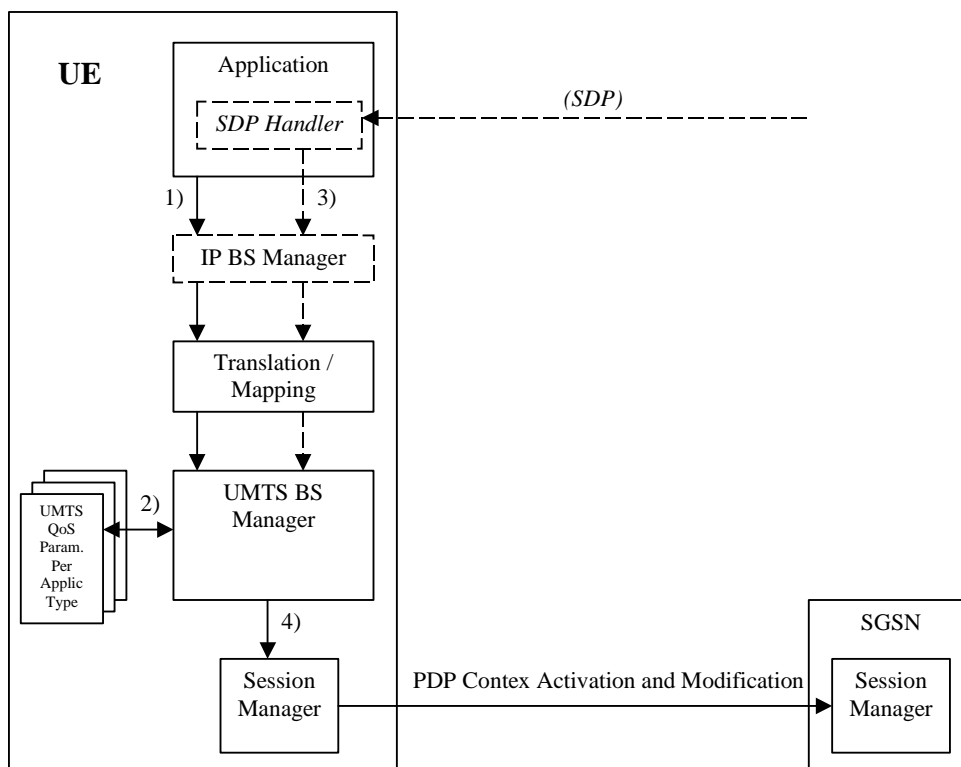 UE
Application
(SDP)
SDP Handler
1)
3)
IP BS Manager
Translation /
Mapping
UMTS BS
Manager
2)
UMTS
QoS
Param.
Per
Applic
Type
4)
SGSN
Session
Manager
PDP Contex Activation and Modification
Session
Manager